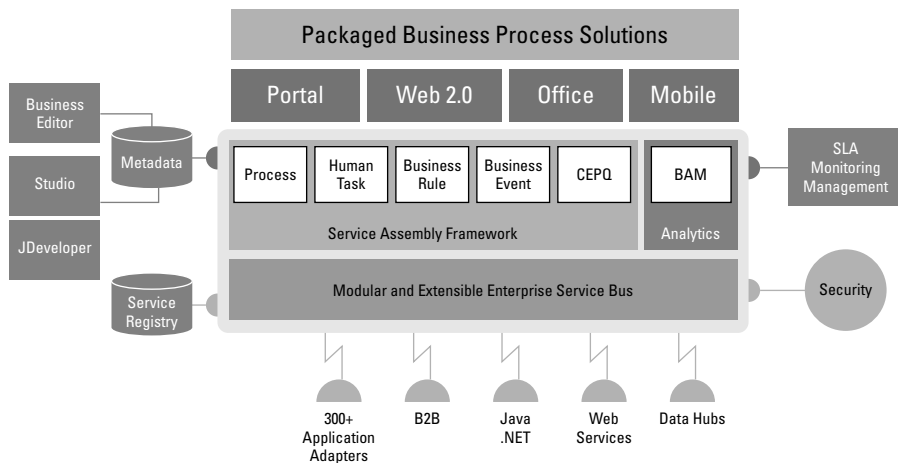 Packaged Business Process Solutions
Portal
Web 2.0
Office
Mobile
Business
Editor
Metadata
Studio
JDeveloper
Service
Registry
Process
Human
Task
Business
Rule
Business
Event
CEPQ
BAM
Service Assembly Framework
Analytics
Modular and Extensible Enterprise Service Bus
SLA
Monitoring
Management
Security
300+
Application
Adapters
B2B
Java
.NET
Web
Services
Data Hubs